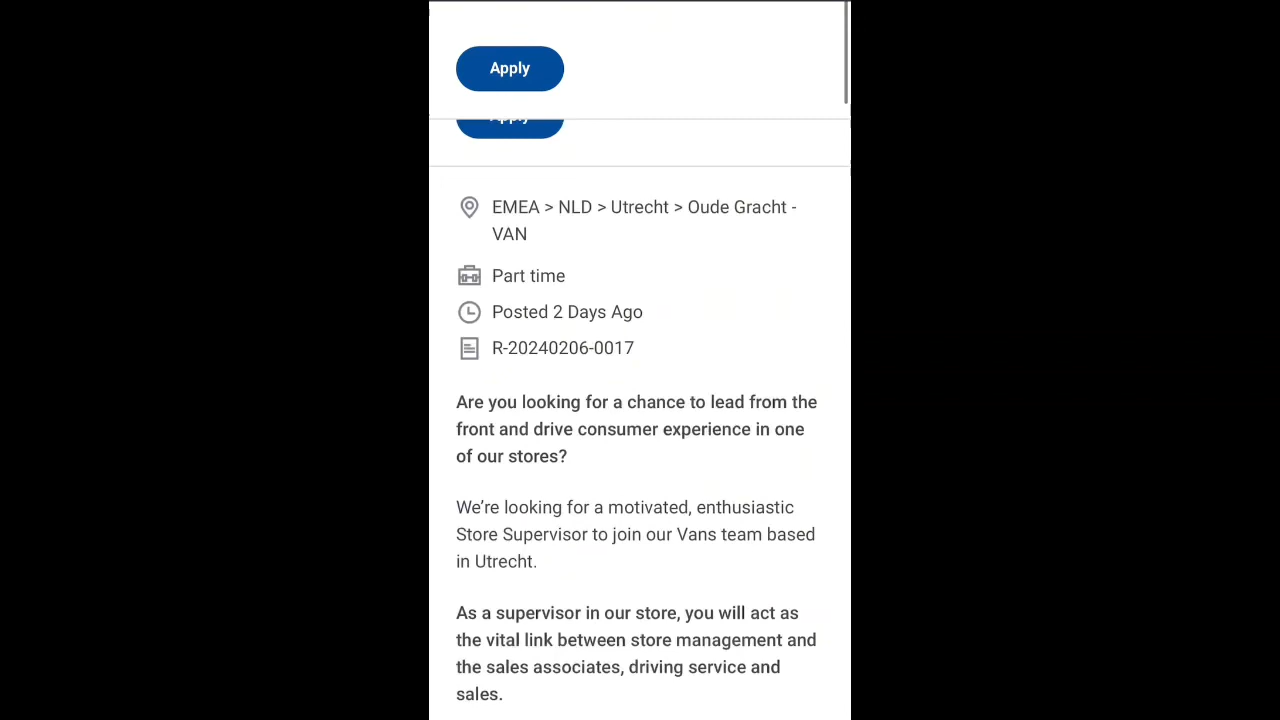 Apply
Apply
EMEA > NLD > Utrecht > Oude Gracht -
VAN
Part time
Posted 2 Days Ago
R-20240206-0017
Are you looking for a chance to lead from the
front and drive consumer experience in one
of our stores?
We’re looking for a motivated, enthusiastic
Store Supervisor to join our Vans team based
in Utrecht.
As a supervisor in our store, you will act as
the vital link between store management and
the sales associates, driving service and
sales.